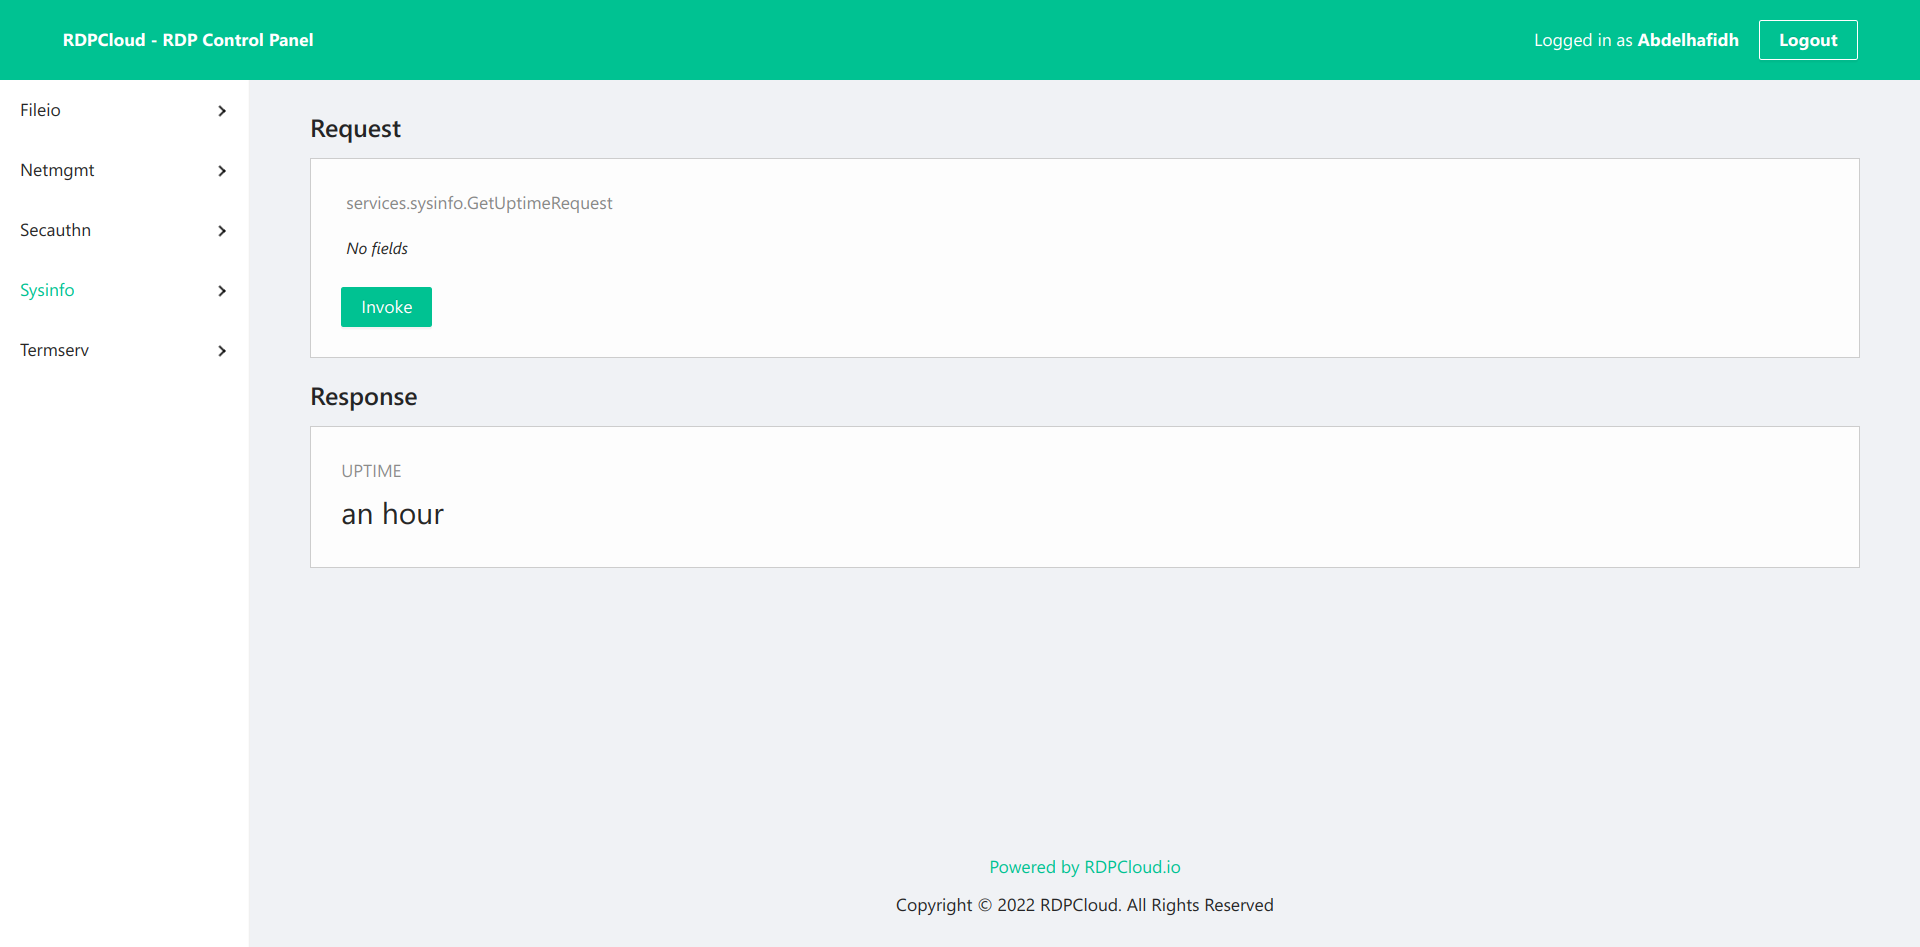 RDPCloud - RDP Control Panel
Logged in as Abdelhafidh
Logout
Fileio
Netmgmt
Secauthn
Sysinfo
Termserv
Request
services.sysinfo.GetUptimeRequest
No fields
Invoke
Response
UPTIME
an hour
Powered by RDPCloud.io
Copyright © 2022 RDPCloud. All Rights Reserved